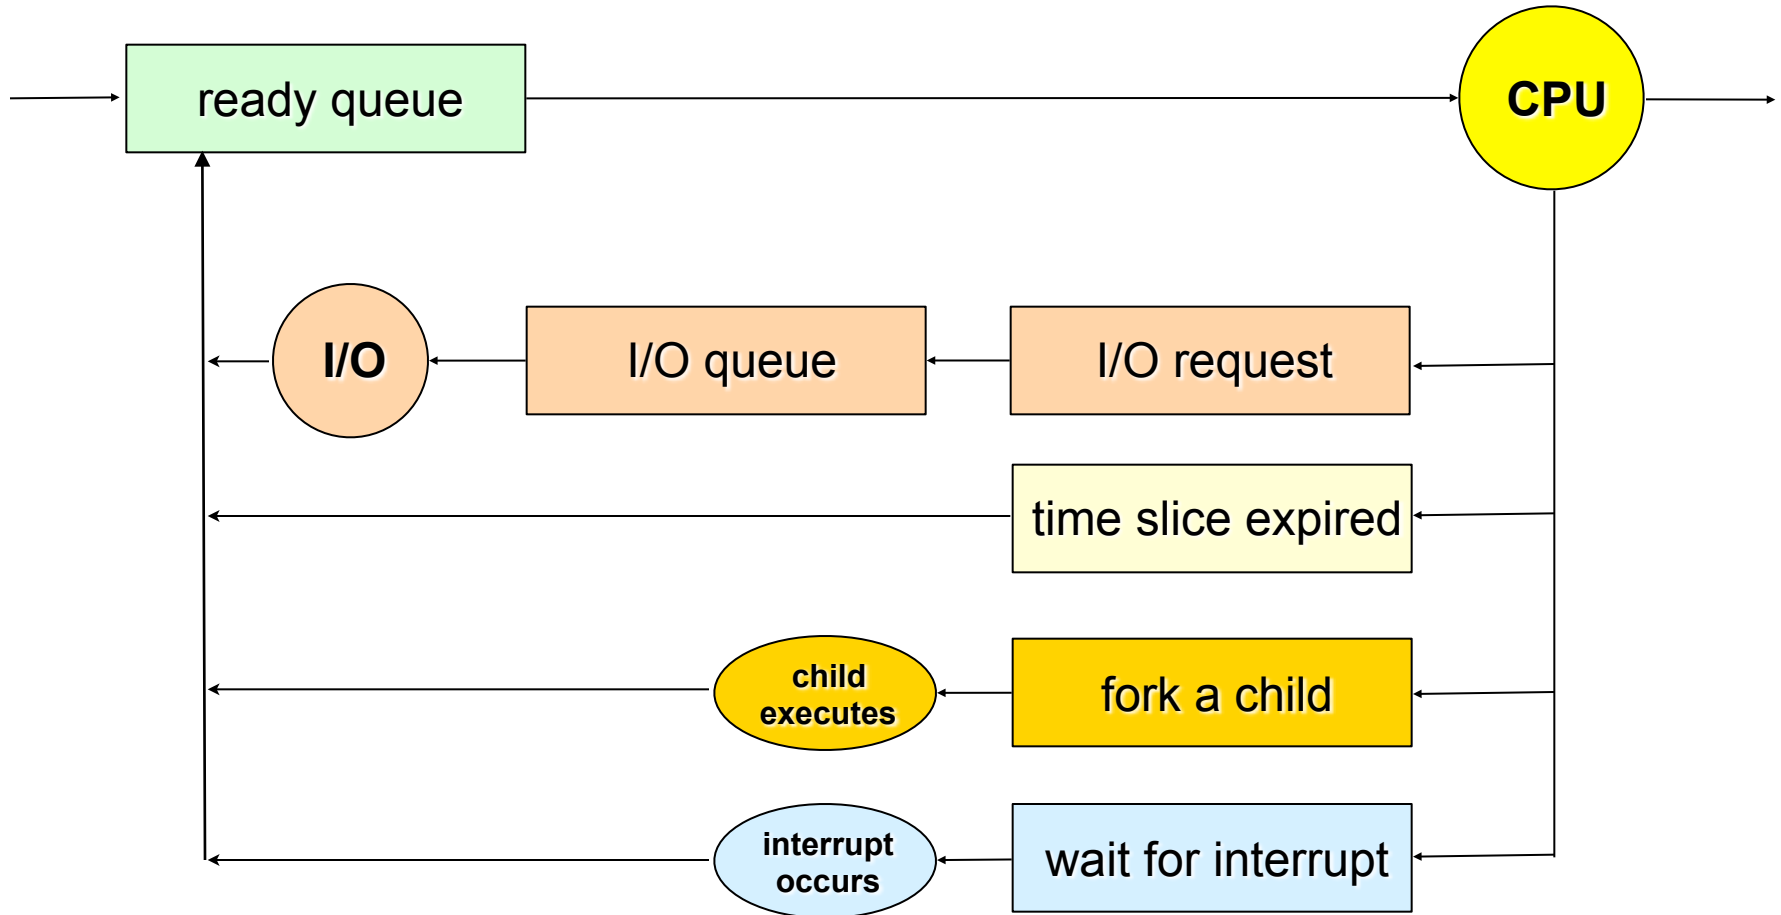 ready queue
CPU
I/O
I/O queue
I/O request
time slice expired
child
executes
fork a child
interrupt
occurs
wait for interrupt